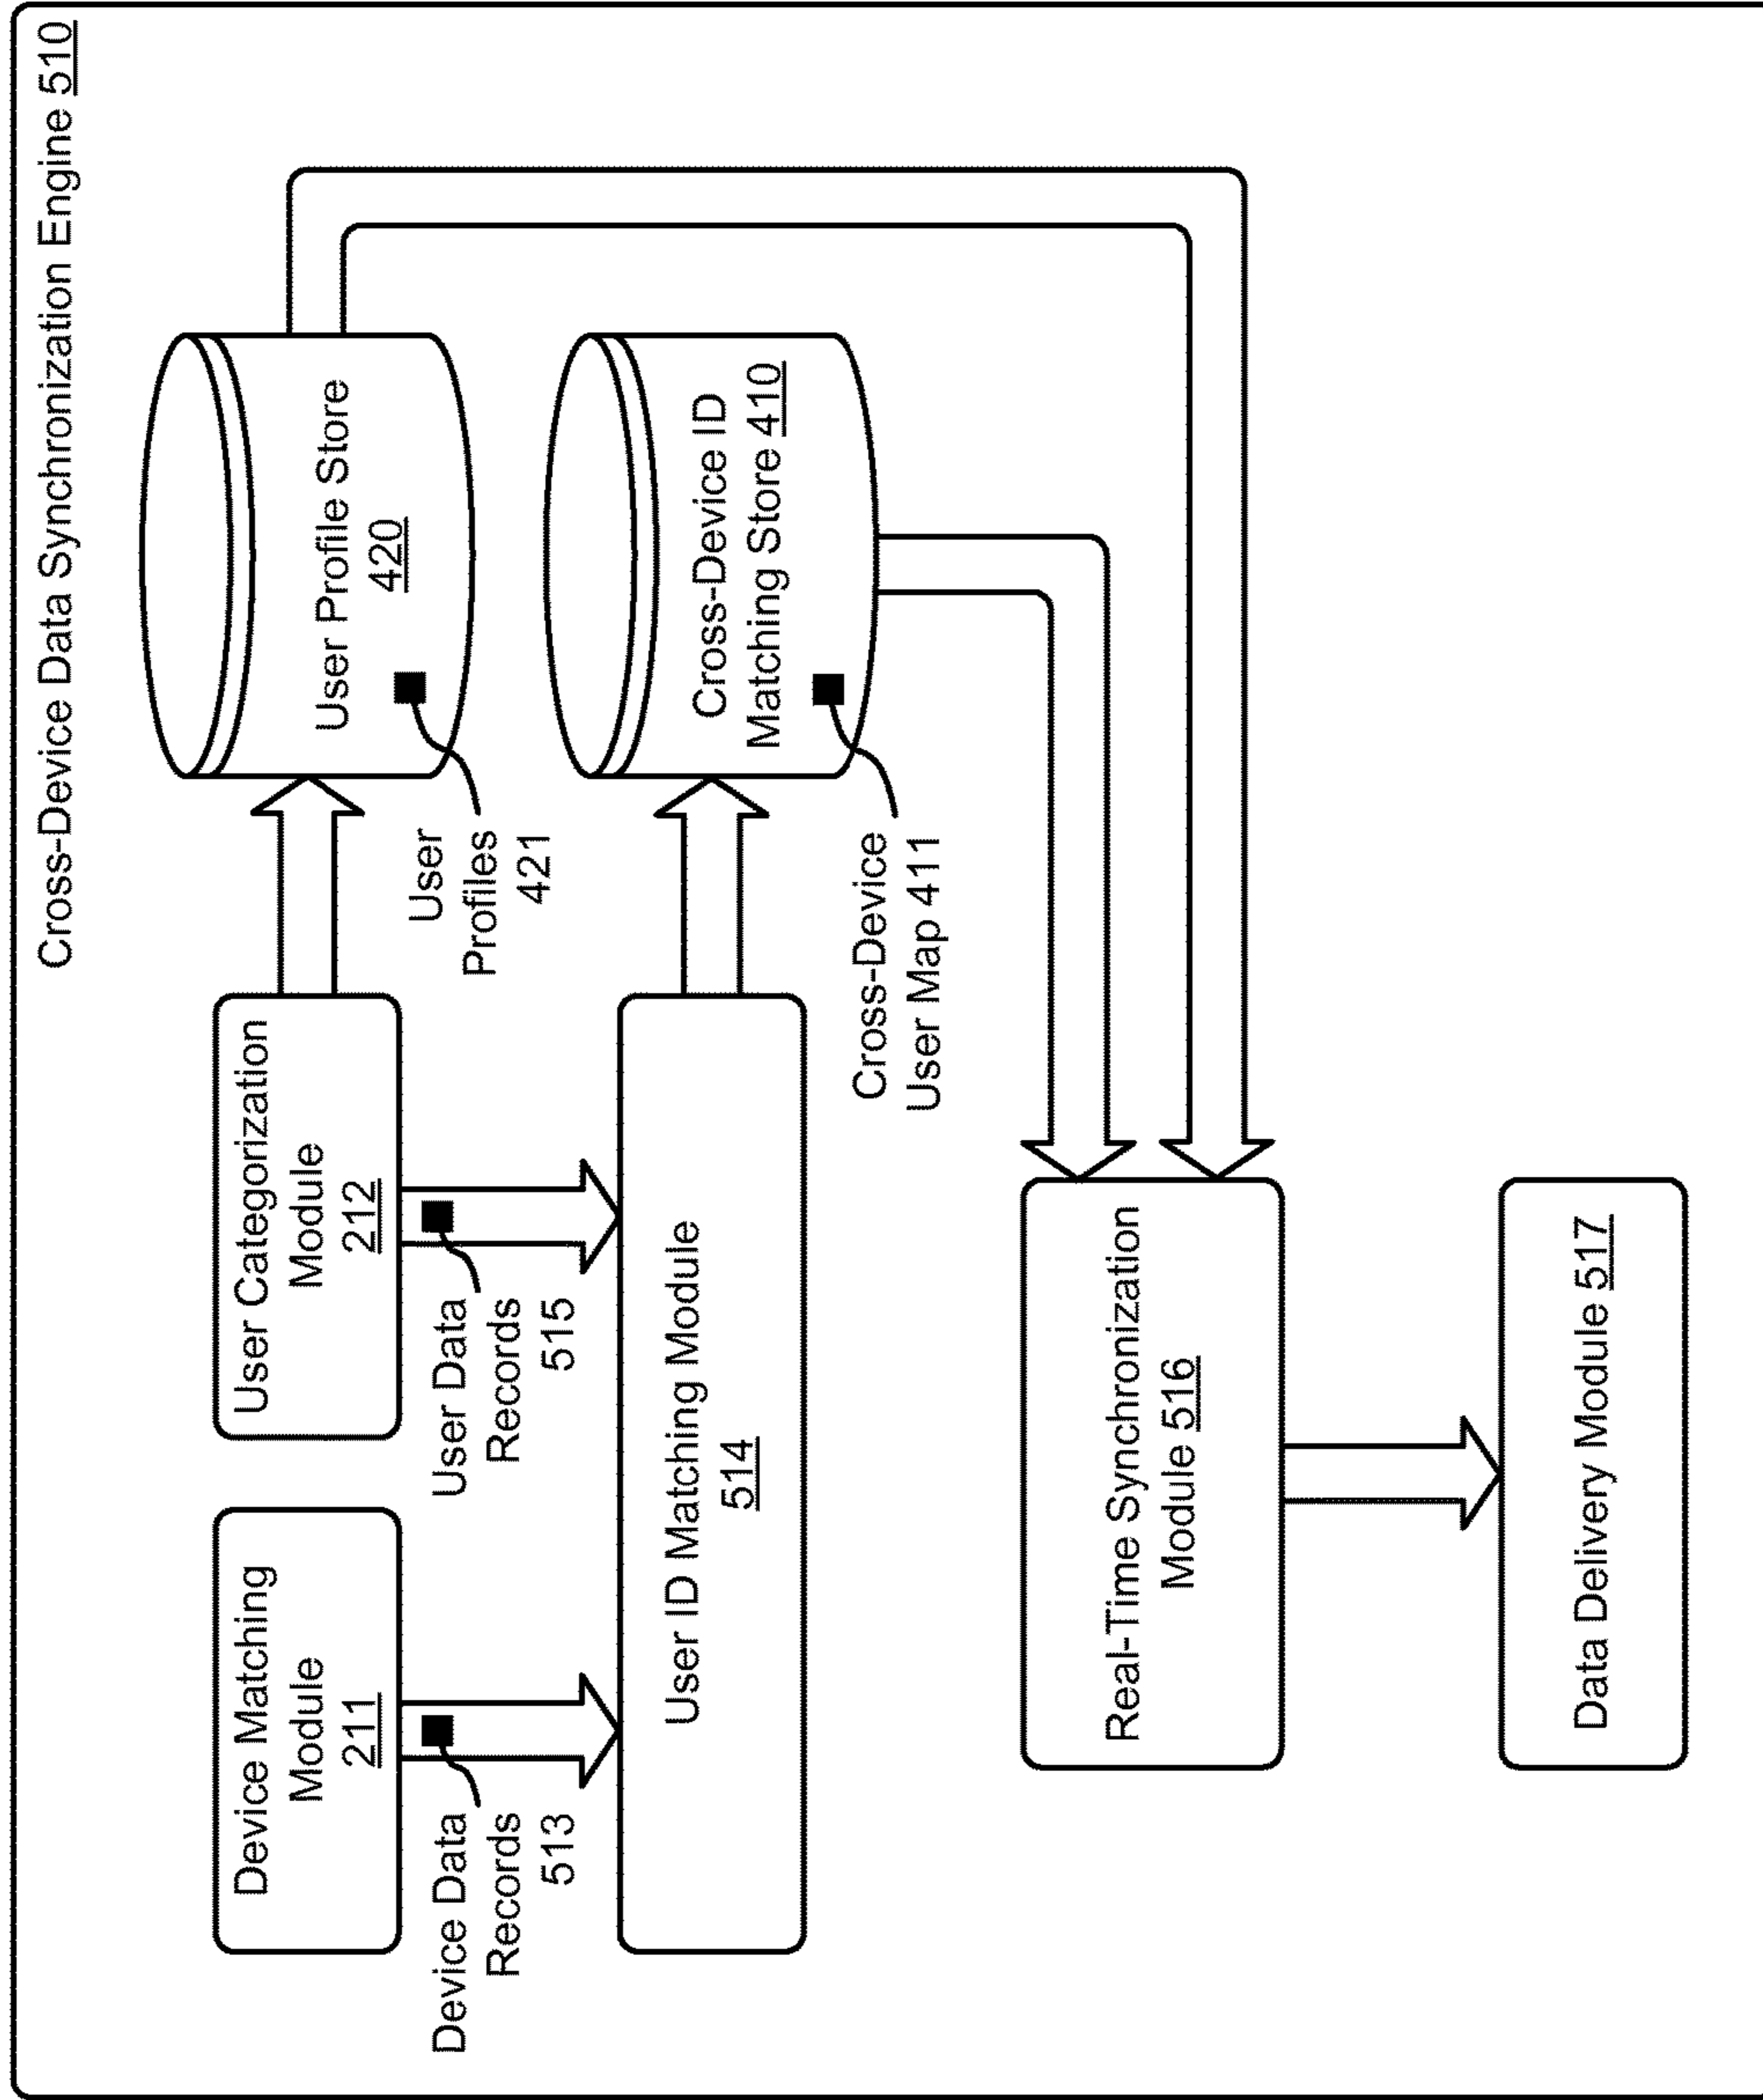 Cross-Device Data Synchronization Engine 510
Device Matching
Module
211
User Categorization
Module
212
User Profile Store
420
Device Data
Records
513
User Data
Records
515
User
Profiles
421
User ID Matching Module
514
Cross-Device ID
Matching Store 410
Cross-Device
User Map 411
Real-Time Synchronization
Module 516
Data Delivery Module 517